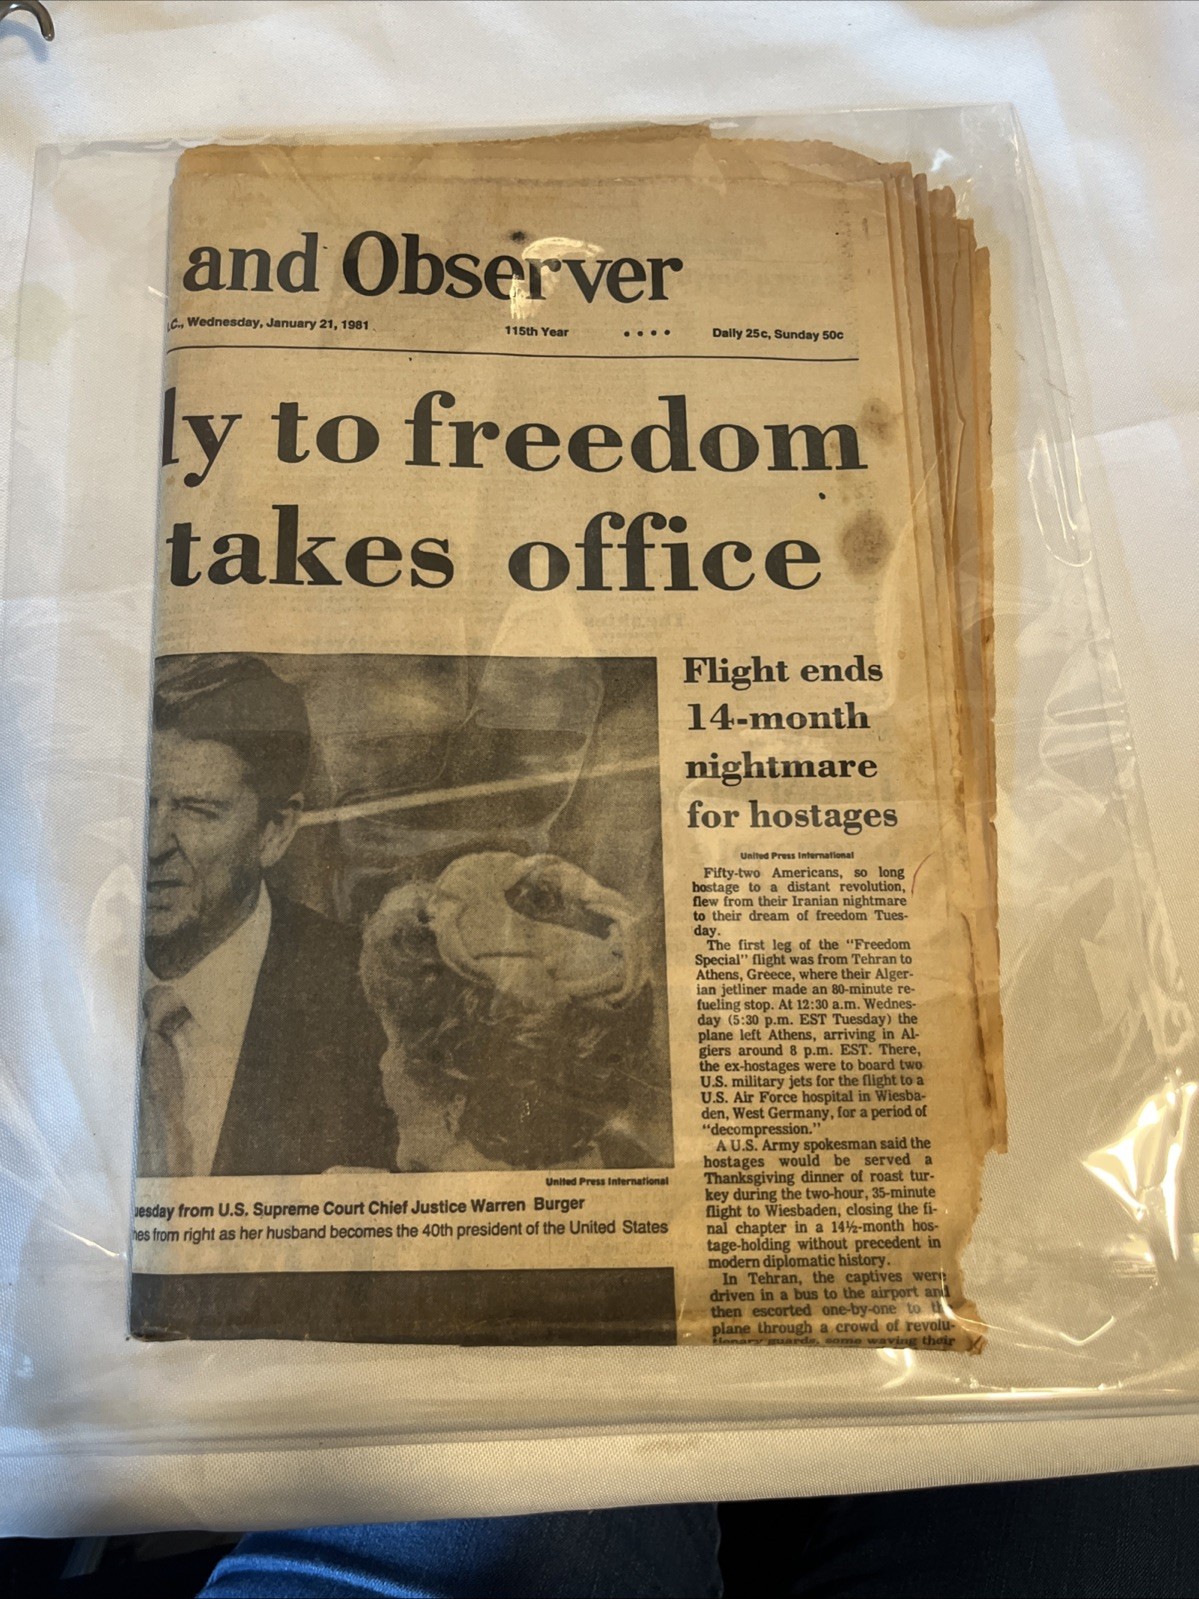 and Observer
C., Wednesday, January 21, 1981
115th Year
• • • •
Daily 25c, Sunday 50c
ly to freedom
takes office
Flight ends
14-month
nightmare
for hostages
United Press International
Fifty-two Americans, so long
hostage to a distant revolution,
flew from their Iranian nightmare
to their dream of freedom Tues-
day.
The first leg of the "Freedom
Special" flight was from Tehran to
Athens, Greece, where their Alger-
ian jetliner made an 80-minute re-
fueling stop. At 12:30 a.m. Wednes-
day (5:30 p.m. EST Tuesday) the
plane left Athens, arriving in Al-
giers around 8 p.m. EST. There,
the ex-hostages were to board two
U.S. military jets for the flight to a
U.S. Air Force hospital in Wiesba-
den, West Germany, for a period of
"decompression."
A U.S. Army spokesman said the
hostages would be served a
Thanksgiving dinner of roast tur-
key during the two-hour, 35-minute
flight to Wiesbaden, closing the fi-
nal chapter in a 14½-month hos-
tage-holding without precedent in
modern diplomatic history.
In Tehran, the captives were
driven in a bus to the airport and
then escorted one-by-one to th
plane through a crowd of revolu-
tionary guards, some waving their
United Press International
uesday from U.S. Supreme Court Chief Justice Warren Burger
hes from right as her husband becomes the 40th president of the United States